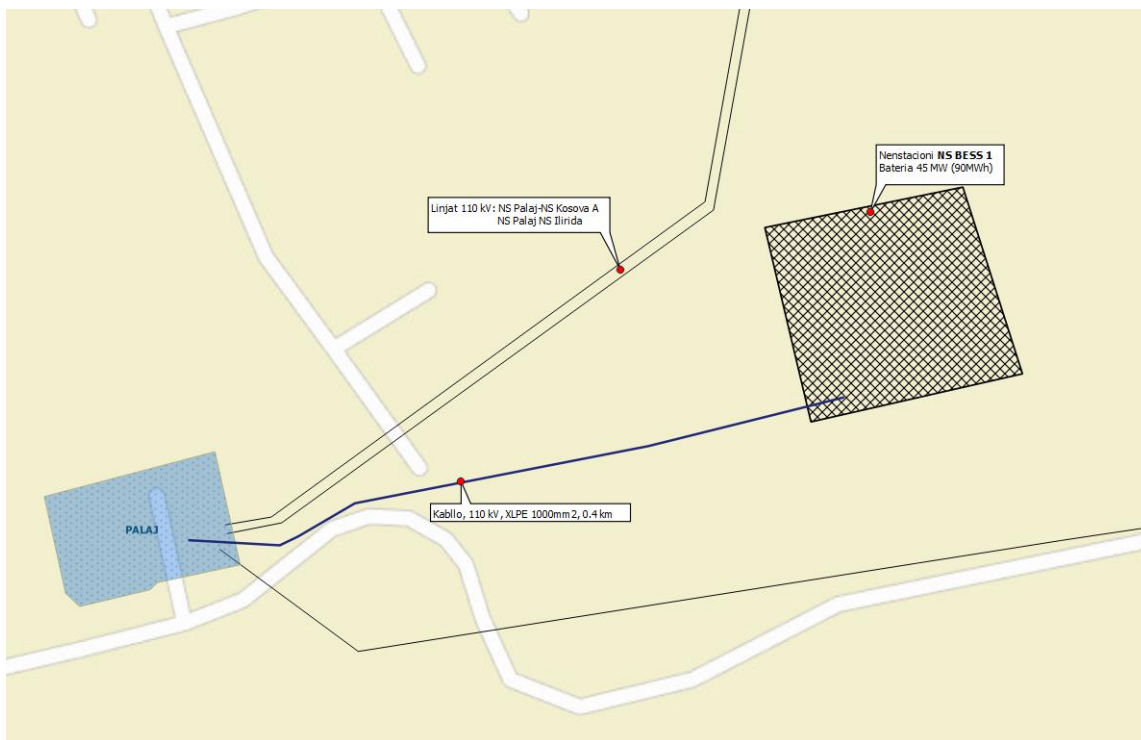 Nenstacioni NS BESS 1
Bateria 45 MW (90MWh)
Linjat 110 kV: NS Palaj-NS Kosova A
NS Palaj NS Ilirida
Kabllo, 110 kV, XLPE 1000mm2, 0.4 km
PALAJ